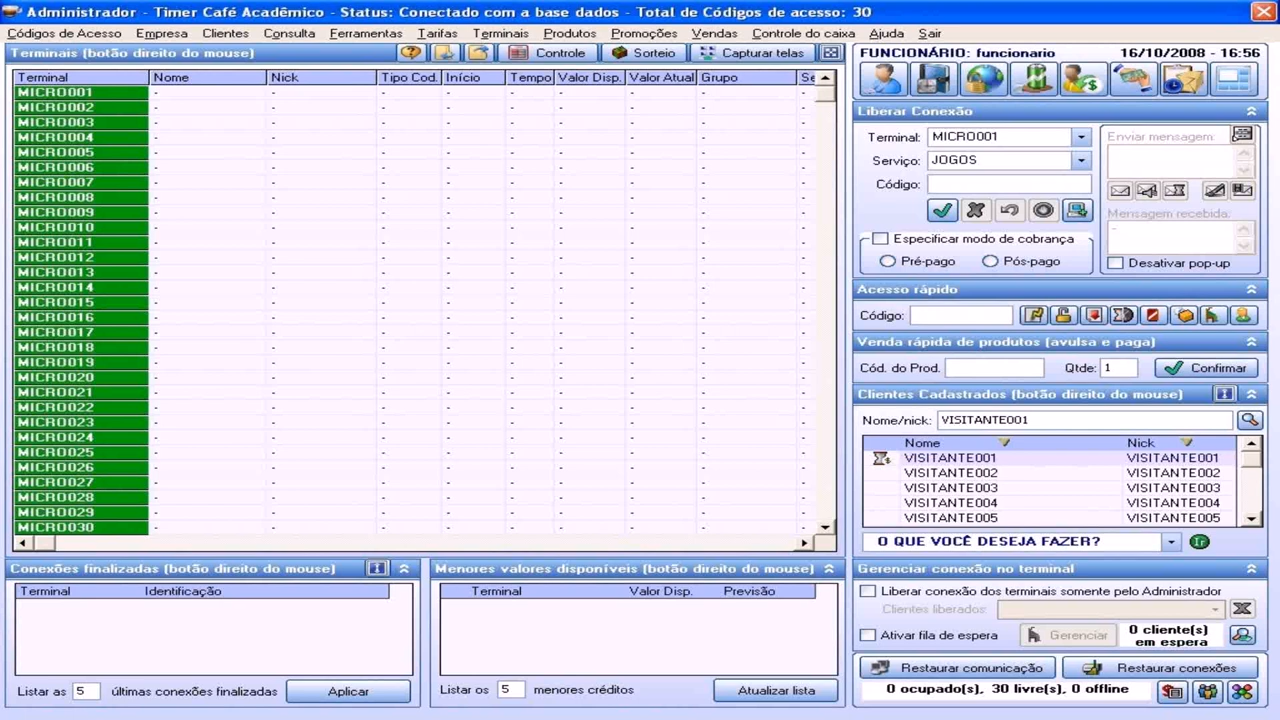 Administrador - Timer Café Acadêmico - Status: Conectado com a base dados - Total de Códigos de acesso: 30
Códigos de Acesso Empresa Clientes Consulta Ferramentas Tarifas Terminais Produtos Promoções Vendas Controle do caixa Ajuda Sair
Terminais (botão direito do mouse) Controle Sorteio Capturar telas
Terminal Nome Nick Tipo Cod. Início Tempo Valor Disp. Valor Atual Grupo Se
MICRO001 - - - - - - - -
MICRO002 - - - - - - - -
MICRO003 - - - - - - - -
MICRO004 - - - - - - - -
MICRO005 - - - - - - - -
MICRO006 - - - - - - - -
MICRO007 - - - - - - - -
MICRO008 - - - - - - - -
MICRO009 - - - - - - - -
MICRO010 - - - - - - - -
MICRO011 - - - - - - - -
MICRO012 - - - - - - - -
MICRO013 - - - - - - - -
MICRO014 - - - - - - - -
MICRO015 - - - - - - - -
MICRO016 - - - - - - - -
MICRO017 - - - - - - - -
MICRO018 - - - - - - - -
MICRO019 - - - - - - - -
MICRO020 - - - - - - - -
MICRO021 - - - - - - - -
MICRO022 - - - - - - - -
MICRO023 - - - - - - - -
MICRO024 - - - - - - - -
MICRO025 - - - - - - - -
MICRO026 - - - - - - - -
MICRO027 - - - - - - - -
MICRO028 - - - - - - - -
MICRO029 - - - - - - - -
MICRO030 - - - - - - - -
Conexões finalizadas (botão direito do mouse)
Terminal Identificação
Listar as 5 últimas conexões finalizadas Aplicar
Menores valores disponíveis (botão direito do mouse)
Terminal Valor Disp. Previsão
Listar os 5 menores créditos Atualizar lista
FUNCIONÁRIO: funcionario 16/10/2008 - 16:56
Liberar Conexão
Terminal: MICRO001
Serviço: JOGOS
Código:
Especificar modo de cobrança
Pré-pago Pós-pago
Enviar mensagem:
Mensagem recebida:
-
Desativar pop-up
Acesso rápido
Código:
Venda rápida de produtos (avulsa e paga)
Cód. do Prod. Qtde: 1 Confirmar
Clientes Cadastrados (botão direito do mouse)
Nome/nick: VISITANTE001
Nome Nick
VISITANTE001 VISITANTE001
VISITANTE002 VISITANTE002
VISITANTE003 VISITANTE003
VISITANTE004 VISITANTE004
VISITANTE005 VISITANTE005
O QUE VOCÊ DESEJA FAZER? Ir
Gerenciar conexão no terminal
Liberar conexão dos terminais somente pelo Administrador
Clientes liberados:
Ativar fila de espera Gerenciar 0 cliente(s)
em espera
Restaurar comunicação Restaurar conexões
0 ocupado(s), 30 livre(s), 0 offline